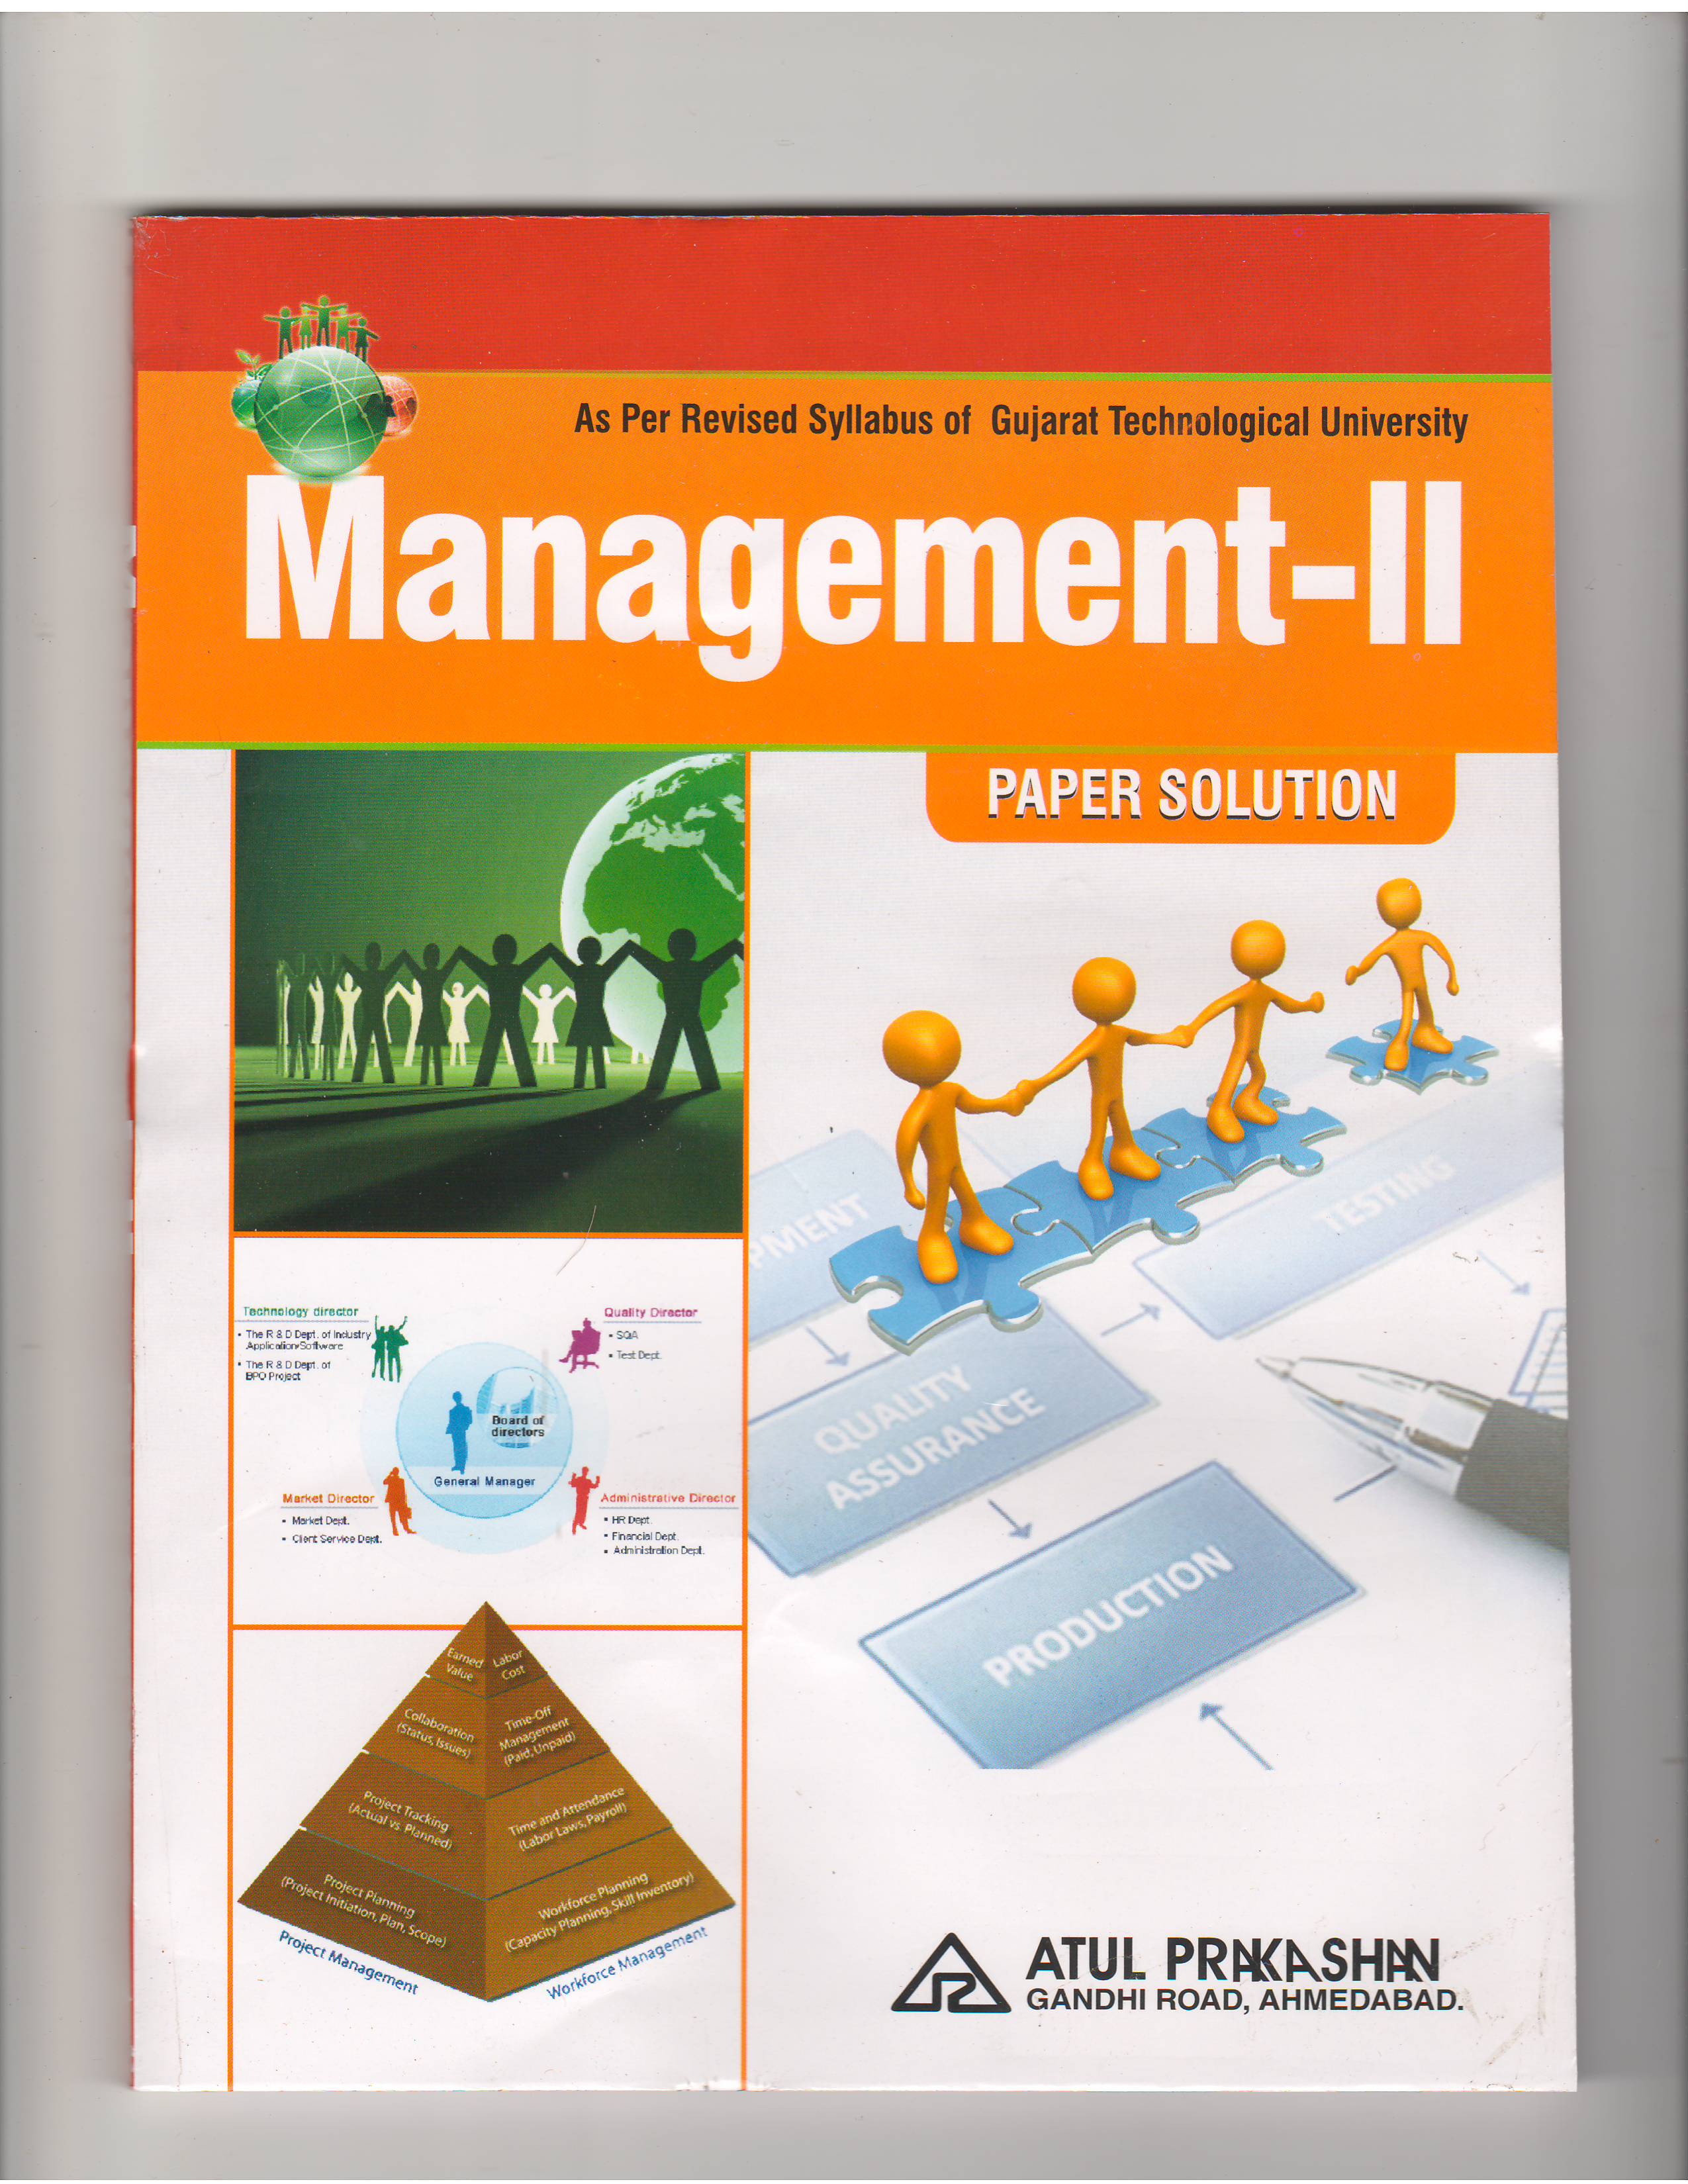 As Per Revised Syllabus of Gujarat Technological University
Management-II
PAPER SOLUTION
PMENT
TESTING
QUALITY
ASSURANCE
PRODUCTION
Technology director
• The R & D Dept. of Industry
Application/Software
• The R & D Dept. of
BPO Project
Quality Director
• SQA
• Test Dept.
Board of
directors
General Manager
Market Director
• Market Dept.
• Client Service Dept.
Administrative Director
• HR Dept.
• Financial Dept.
• Administration Dept.
Earned
Value
Labor
Cost
Collaboration
(Status, Issues)
Time-Off
Management
(Paid, Unpaid)
Project Tracking
(Actual vs. Planned)
Time and Attendance
(Labor Laws, Payroll)
Project Planning
(Project Initiation, Plan, Scope)
Workforce Planning
(Capacity Planning, Skill Inventory)
Project Management
Workforce Management
ATUL PRAKASHAN
GANDHI ROAD, AHMEDABAD.